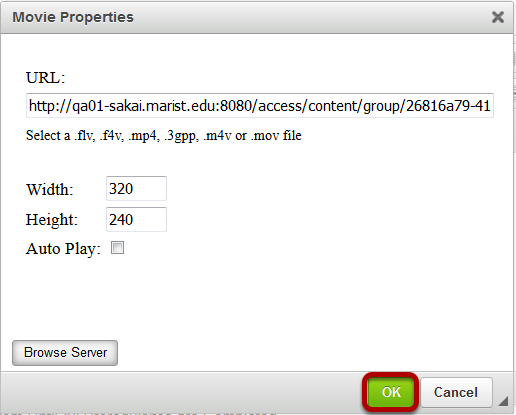 Movie Properties
URL:
http://qa01-sakai.marist.edu:8080/access/content/group/26816a79-41
Select a .flv, .f4v, .mp4, .3gpp, .m4v or .mov file
Width: 320
Height: 240
Auto Play:
Browse Server
OK Cancel